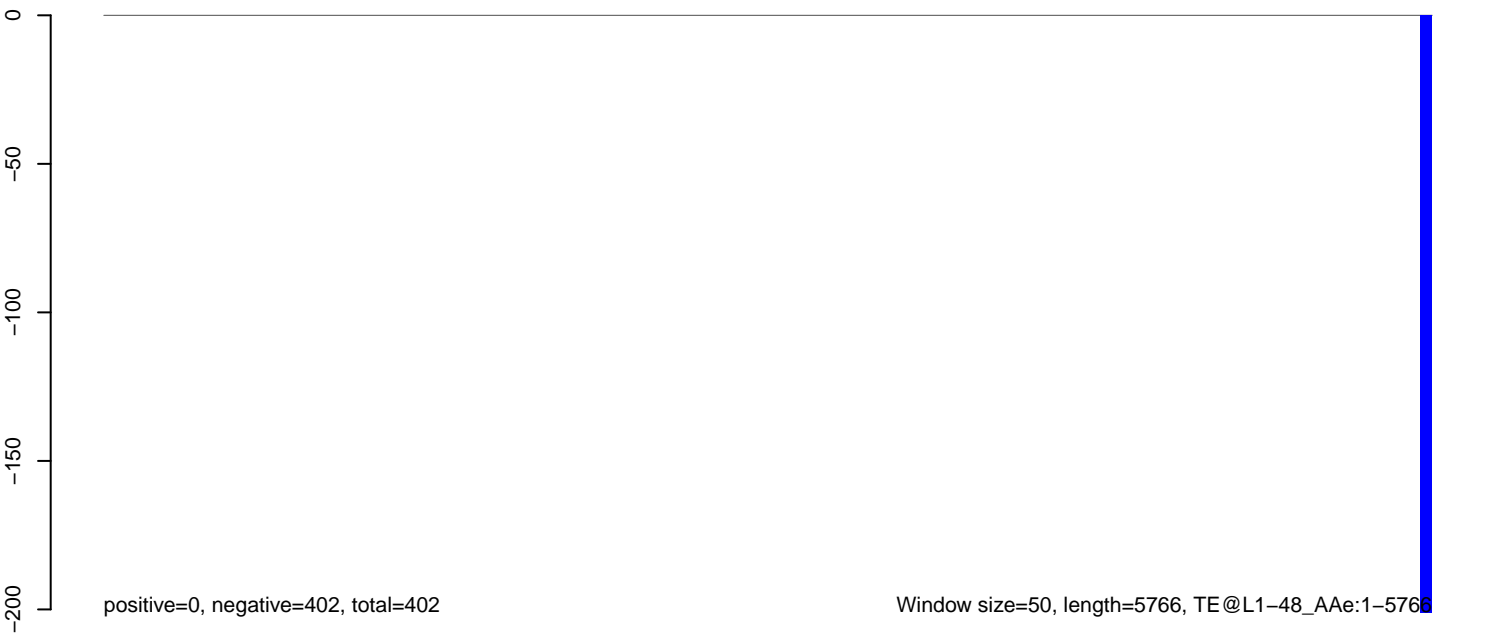 0
−50
−100
−150
−200
positive=0, negative=402, total=402
Window size=50, length=5766, TE@L1−48_AAe:1−5766